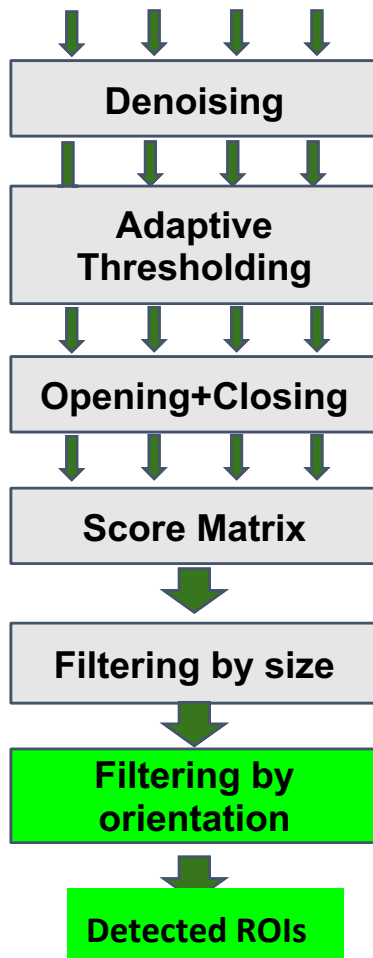 Denoising
Adaptive
Thresholding
Opening+Closing
Score Matrix
Filtering by size
Filtering by
orientation
Detected ROIs